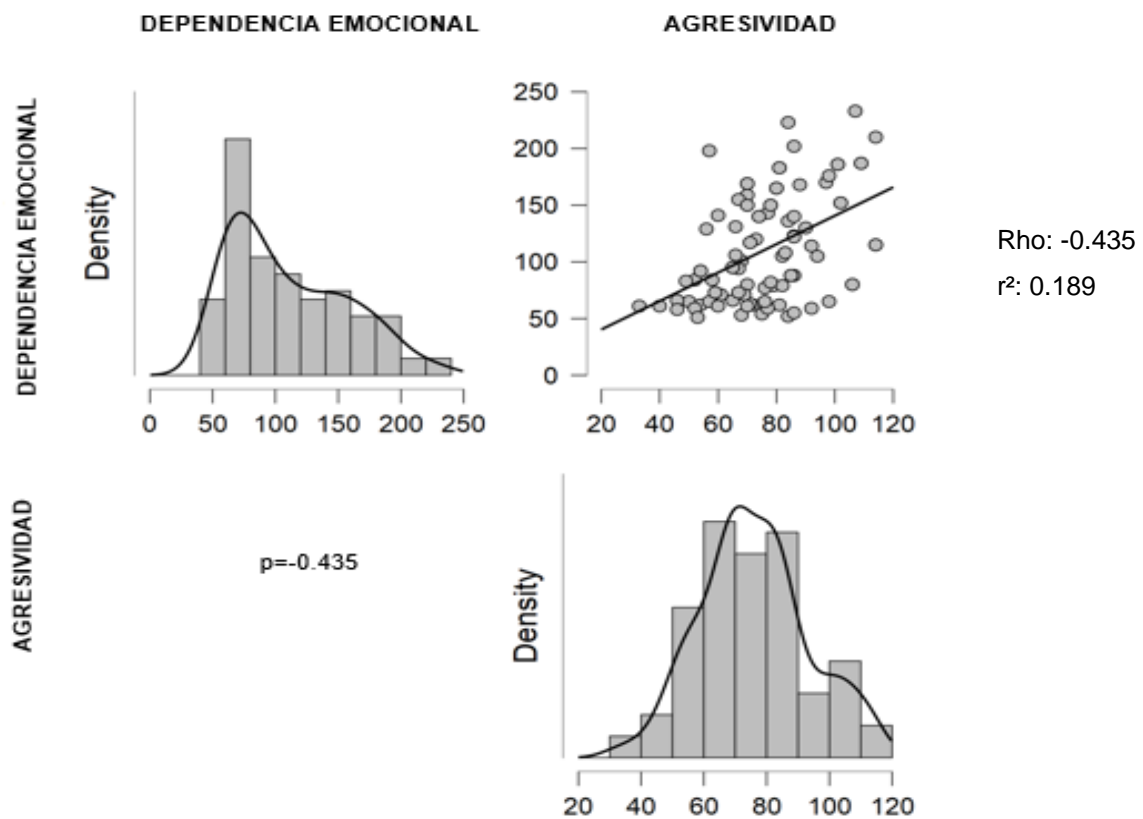 DEPENDENCIA EMOCIONAL
AGRESIVIDAD
DEPENDENCIA EMOCIONAL
Density
0 50 100 150 200 250
250
200
150
100
50
0
20 40 60 80 100 120
Rho: -0.435
r²: 0.189
AGRESIVIDAD
p=-0.435
Density
20 40 60 80 100 120